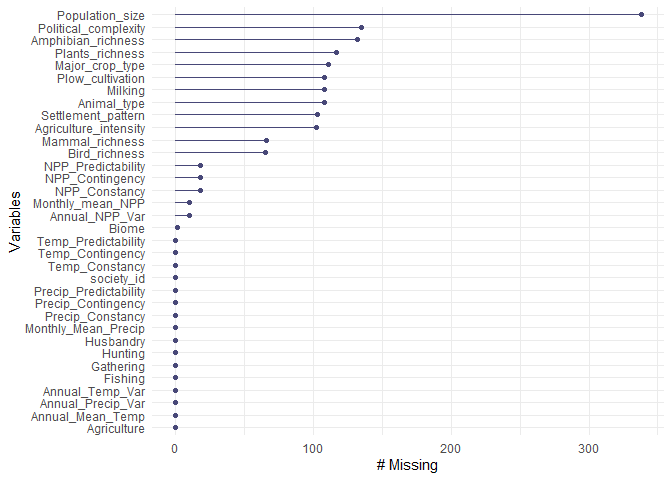 Population_size
Political_complexity
Amphibian_richness
Plants_richness
Major_crop_type
Plow_cultivation
Milking
Animal_type
Settlement_pattern
Agriculture_intensity
Mammal_richness
Bird_richness
NPP_Predictability
NPP_Contingency
NPP_Constancy
Monthly_mean_NPP
Annual_NPP_Var
Biome
Temp_Predictability
Temp_Contingency
Temp_Constancy
society_id
Precip_Predictability
Precip_Contingency
Precip_Constancy
Monthly_Mean_Precip
Husbandry
Hunting
Gathering
Fishing
Annual_Temp_Var
Annual_Precip_Var
Annual_Mean_Temp
Agriculture
Variables
0 100 200 300
# Missing